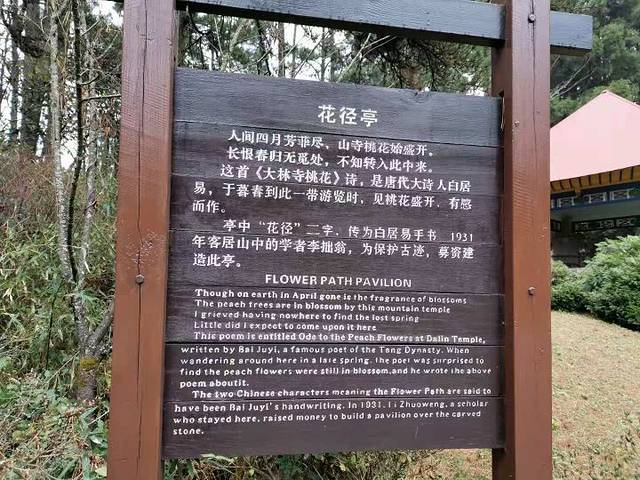 花径亭
人间四月芳菲尽，山寺桃花始盛开。
长恨春归无觅处，不知转入此中来。
这首《大林寺桃花》诗，是唐代大诗人白居
易，于暮春到此一带游览时，见桃花盛开，有感
而作。
亭中“花径”二字，传为白居易手书 1931
年客居山中的学者李拙翁，为保护古迹，募资建
造此亭。
FLOWER PATH PAVILION
Though on earth in April gone is the fragrance of blossoms
The peach trees are in blossom by this mountain temple
I grieved having nowhere to find the lost spring
Little did I expect to come upon it here
This poem is entitled Ode to the Peach Flowers at Dalin Temple,
written by Bai Juyi, a famous poet of the Tang Dynasty. When
wandering around here in a late spring, the poet was surprised to
find the peach flowers were still in blossom,and he wrote the above
poem aboutit.
The two Chinese characters meaning the Flower Path are said to
have been Bai Juyi's handwriting. In 1931, Li Zhuoweng, a scholar
who stayed here, raised money to build a pavilion over the carved
stone.